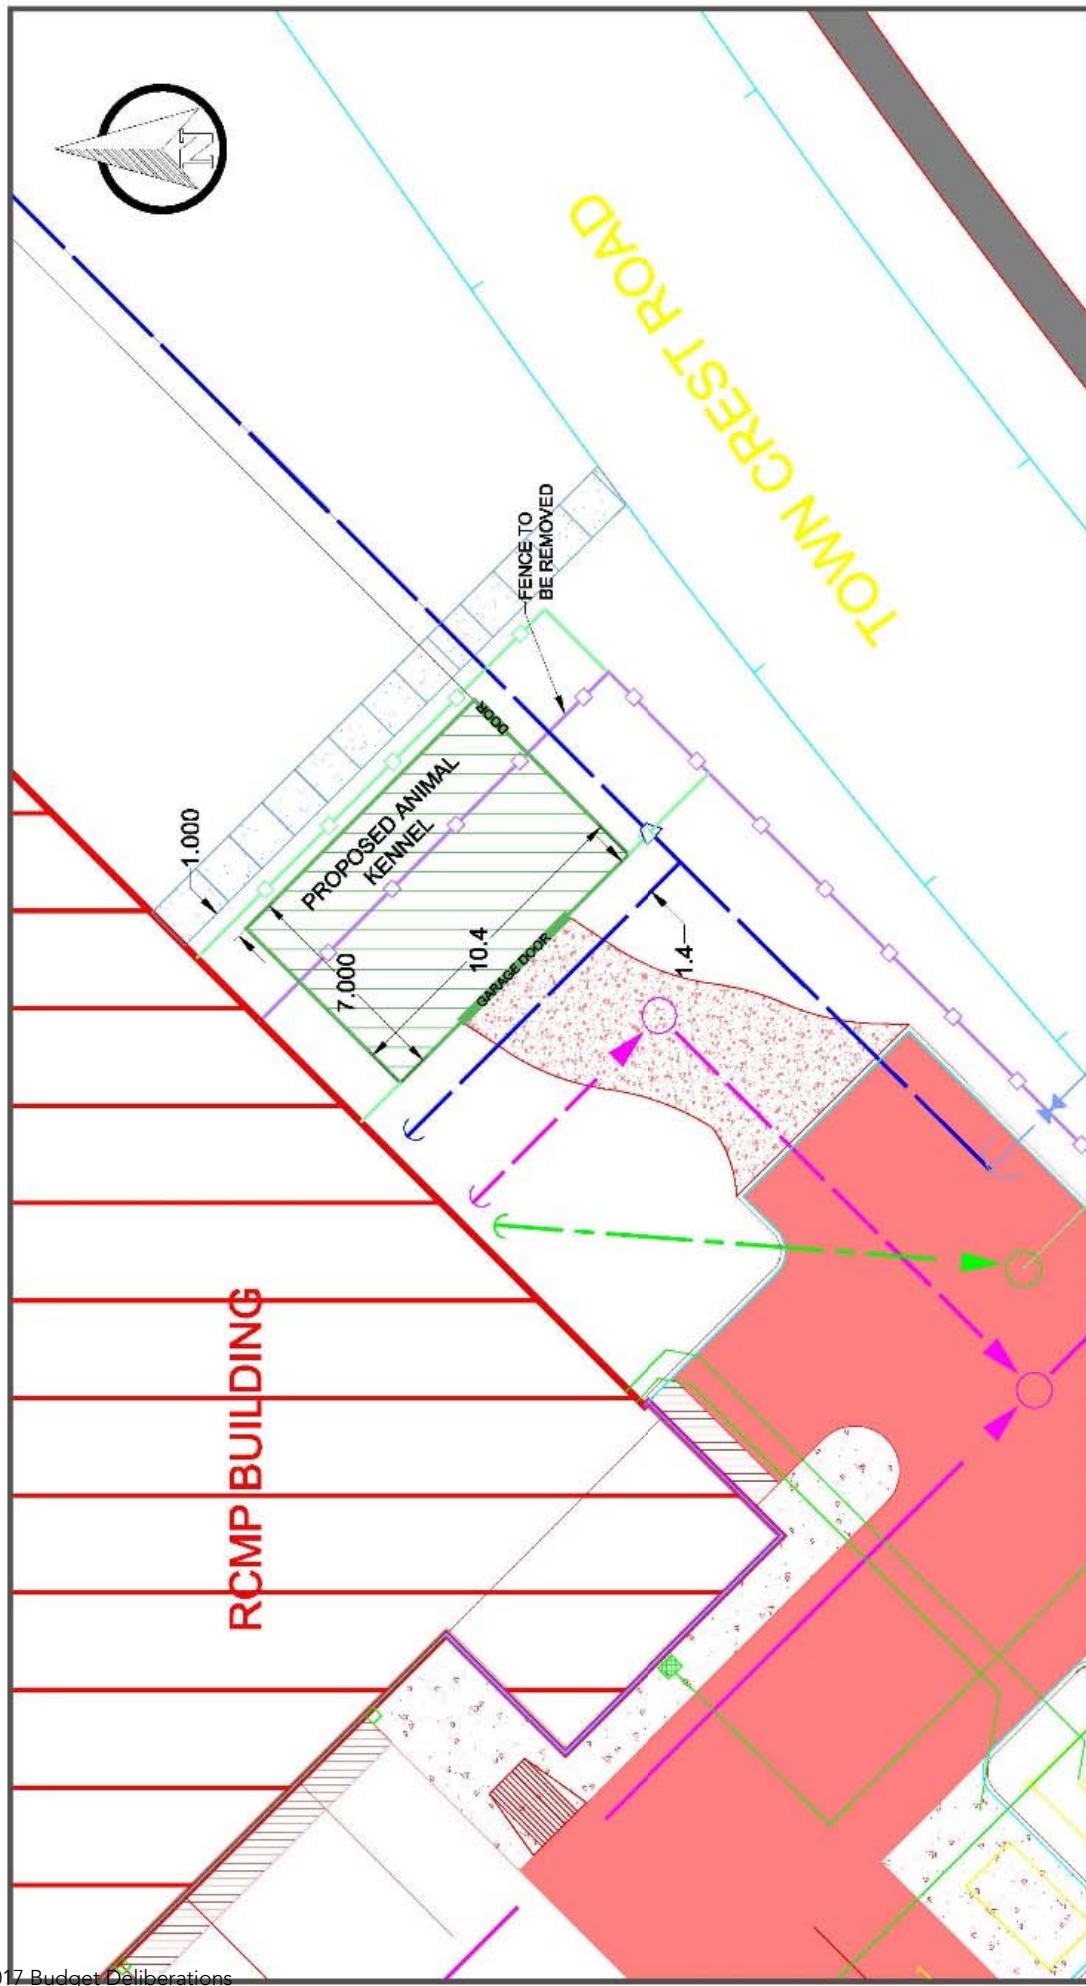 N
TOWN CREST ROAD
FENCE TO
BE REMOVED
DOOR
1.000
PROPOSED ANIMAL
KENNEL
7.000
10.4
GARAGE DOOR
1.4
RCMP BUILDING
17 Budget Deliberations